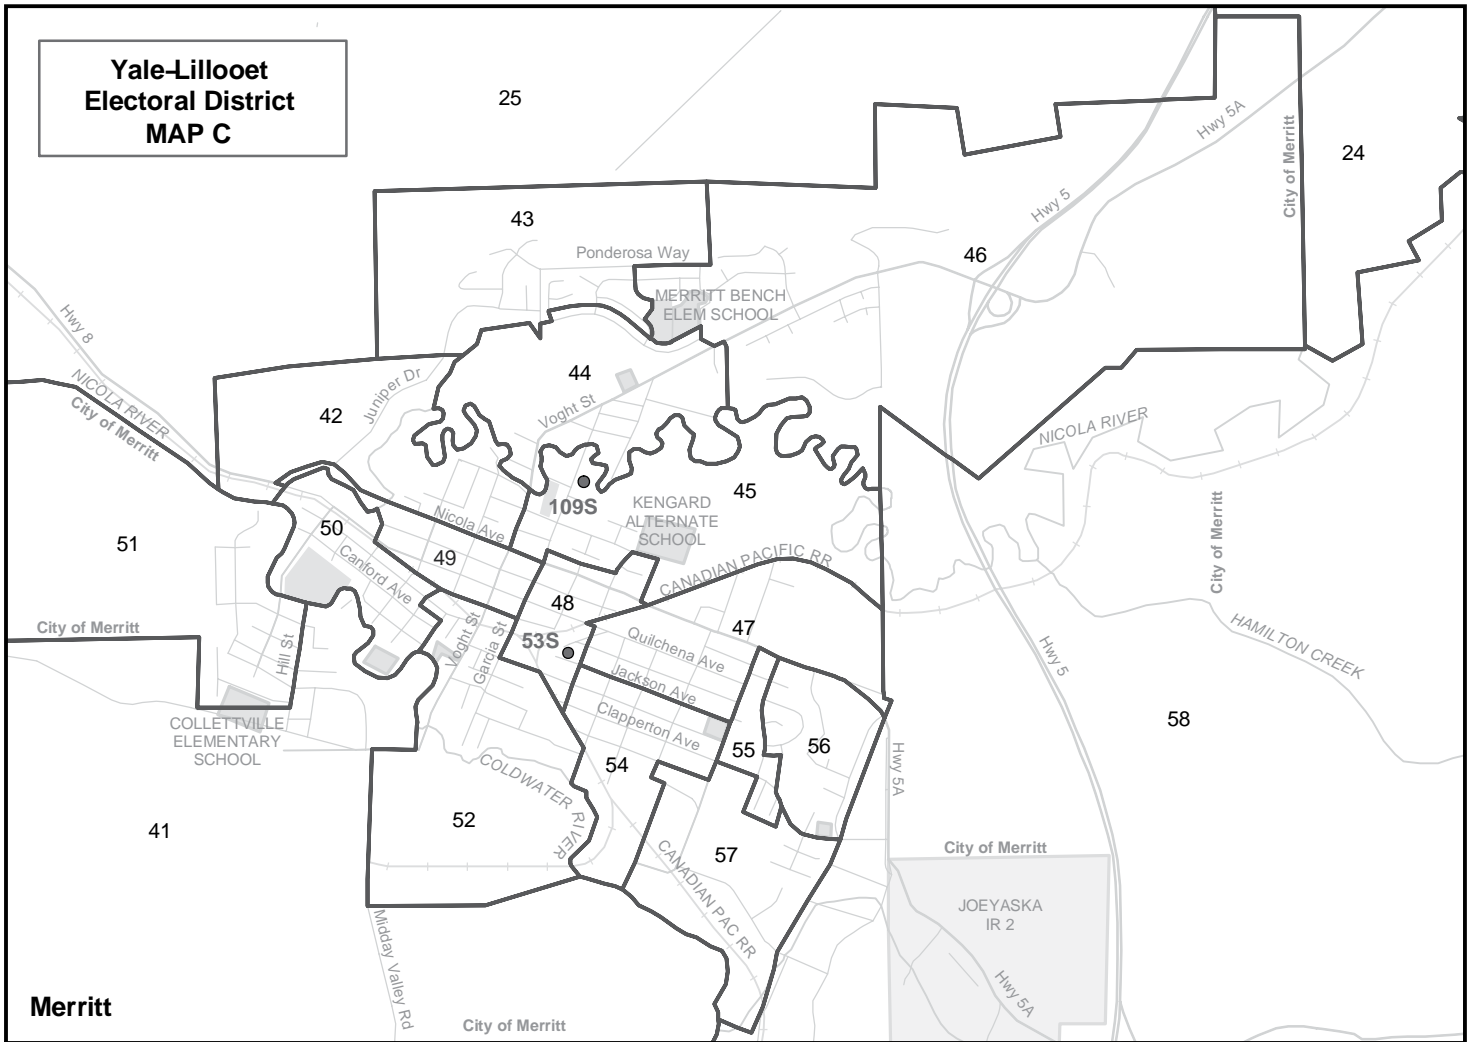 Yale-Lillooet
Electoral District
MAP C
25
Hwy 5A
City of Merritt
24
43
Hwy 5
46
Ponderosa Way
MERRITT BENCH
ELEM SCHOOL
Hwy 8
NICOLA RIVER
City of Merritt
42
Juniper Dr
44
Voght St
NICOLA RIVER
45
109S
KENGARD
ALTERNATE
SCHOOL
51
50
Nicola Ave
49
Canford Ave
CANADIAN PACIFIC RR
City of Merritt
48
47
City of Merritt
HAMILTON CREEK
53S
Voght St
Garcia St
Quilchena Ave
Jackson Ave
Clapperton Ave
Hill St
Hwy 5
COLLETTVILLE
ELEMENTARY
SCHOOL
58
54
55
56
Hwy 5A
COLDWATER RIVER
52
41
57
CANADIAN PAC RR
City of Merritt
JOEYASKA
IR 2
Hwy 5A
Midday Valley Rd
Merritt
City of Merritt